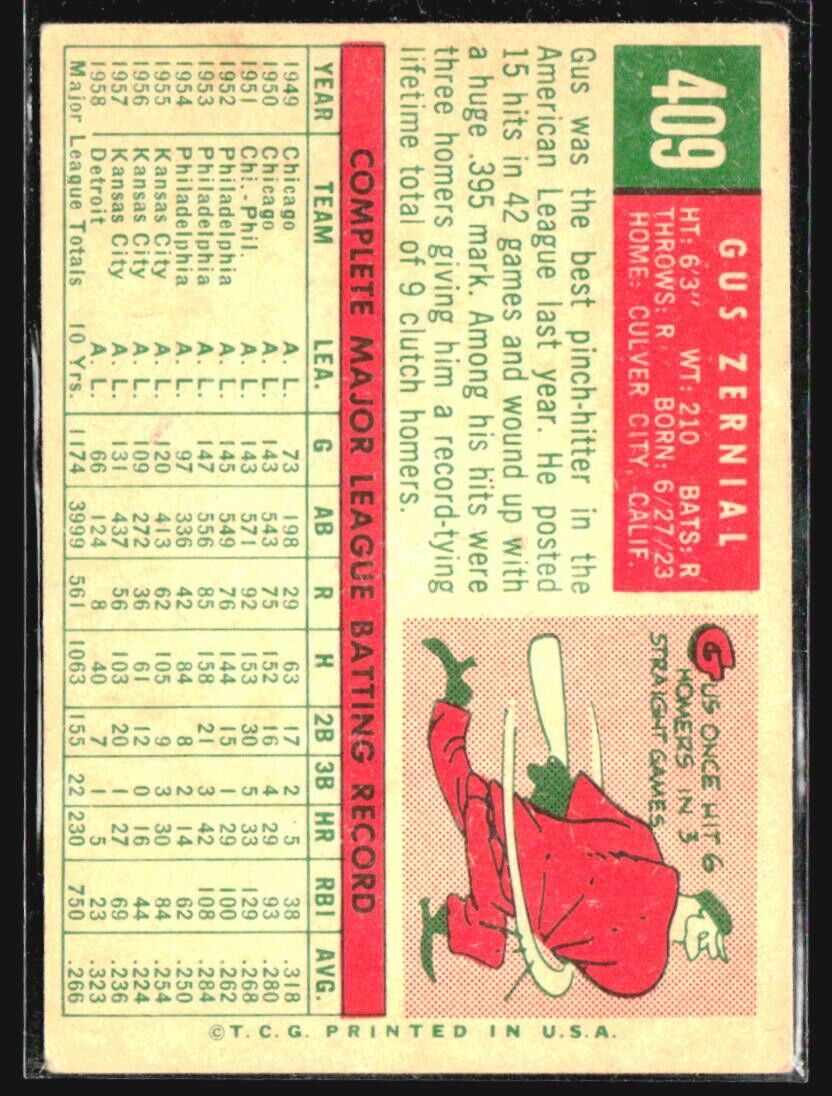 409
GUS ZERNIAL
HT: 6'3" WT: 210 BATS: R
THROWS: R BORN: 6/27/23
HOME: CULVER CITY, CALIF.
Gus was the best pinch-hitter in the
American League last year. He posted
15 hits in 42 games and wound up with
a huge .395 mark. Among his hits were
three homers giving him a record-tying
lifetime total of 9 clutch homers.
GUS ONCE HIT 6
HOMERS IN 3
STRAIGHT GAMES
COMPLETE MAJOR LEAGUE BATTING RECORD
YEAR TEAM LEA. G AB R H 2B 3B HR RBI AVG.
1949 Chicago A. L. 73 198 29 63 17 2 5 38 .318
1950 Chicago A. L. 143 543 75 152 16 4 29 93 .280
1951 Chi.-Phil. A. L. 143 571 92 153 30 5 33 129 .268
1952 Philadelphia A. L. 145 549 76 144 15 1 29 100 .262
1953 Philadelphia A. L. 147 556 85 158 21 3 42 108 .284
1954 Philadelphia A. L. 97 336 42 84 8 2 14 62 .250
1955 Kansas City A. L. 120 413 62 105 9 3 30 84 .254
1956 Kansas City A. L. 109 272 36 61 12 0 16 44 .224
1957 Kansas City A. L. 131 437 56 103 20 1 27 69 .236
1958 Detroit A. L. 66 124 8 40 7 1 5 23 .323
Major League Totals 10 Yrs. 1174 3999 561 1063 155 22 230 750 .266
© T.C.G. PRINTED IN U.S.A.